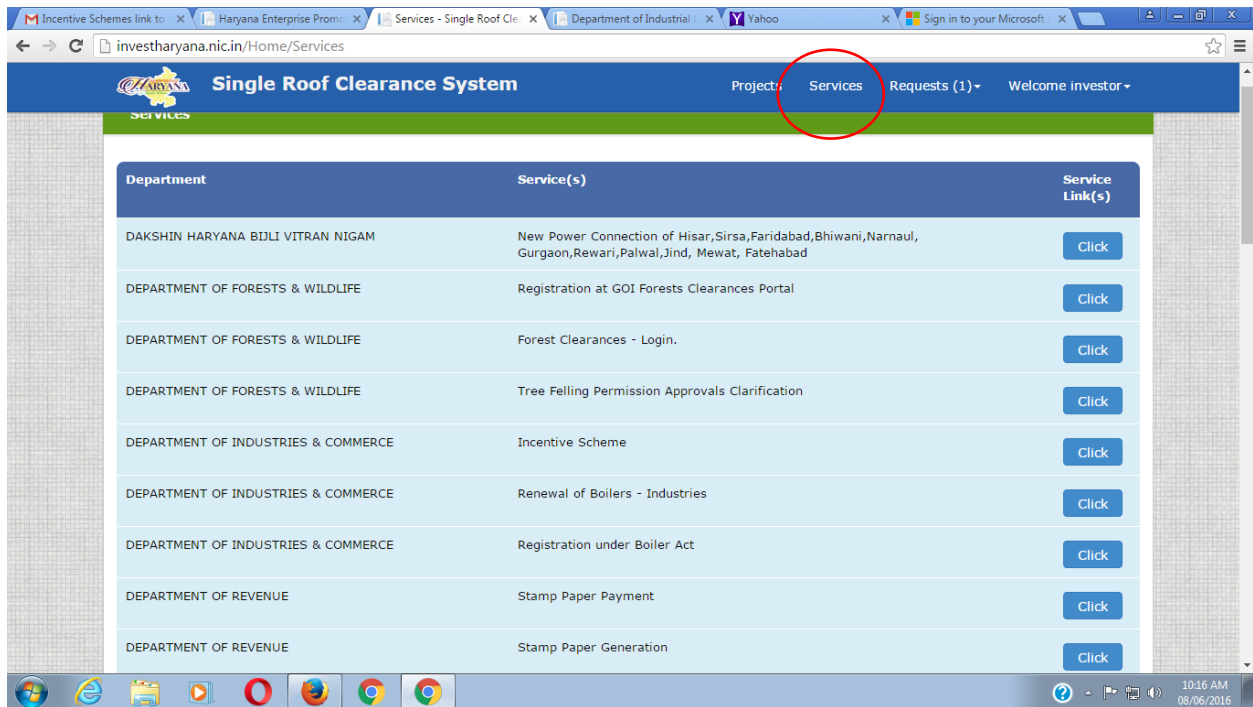 Incentive Schemes link to
Haryana Enterprise Promo
Services - Single Roof Clea
Department of Industrial
Yahoo
Sign in to your Microsoft
investharyana.nic.in/Home/Services
HARYANA
Single Roof Clearance System
Projects
Services
Requests (1)
Welcome investor
Services
Department
Service(s)
Service
Link(s)
DAKSHIN HARYANA BIJLI VITRAN NIGAM
New Power Connection of Hisar,Sirsa,Faridabad,Bhiwani,Narnaul,
Gurgaon,Rewari,Palwal,Jind, Mewat, Fatehabad
Click
DEPARTMENT OF FORESTS & WILDLIFE
Registration at GOI Forests Clearances Portal
Click
DEPARTMENT OF FORESTS & WILDLIFE
Forest Clearances - Login.
Click
DEPARTMENT OF FORESTS & WILDLIFE
Tree Felling Permission Approvals Clarification
Click
DEPARTMENT OF INDUSTRIES & COMMERCE
Incentive Scheme
Click
DEPARTMENT OF INDUSTRIES & COMMERCE
Renewal of Boilers - Industries
Click
DEPARTMENT OF INDUSTRIES & COMMERCE
Registration under Boiler Act
Click
DEPARTMENT OF REVENUE
Stamp Paper Payment
Click
DEPARTMENT OF REVENUE
Stamp Paper Generation
Click
10:16 AM
08/06/2016